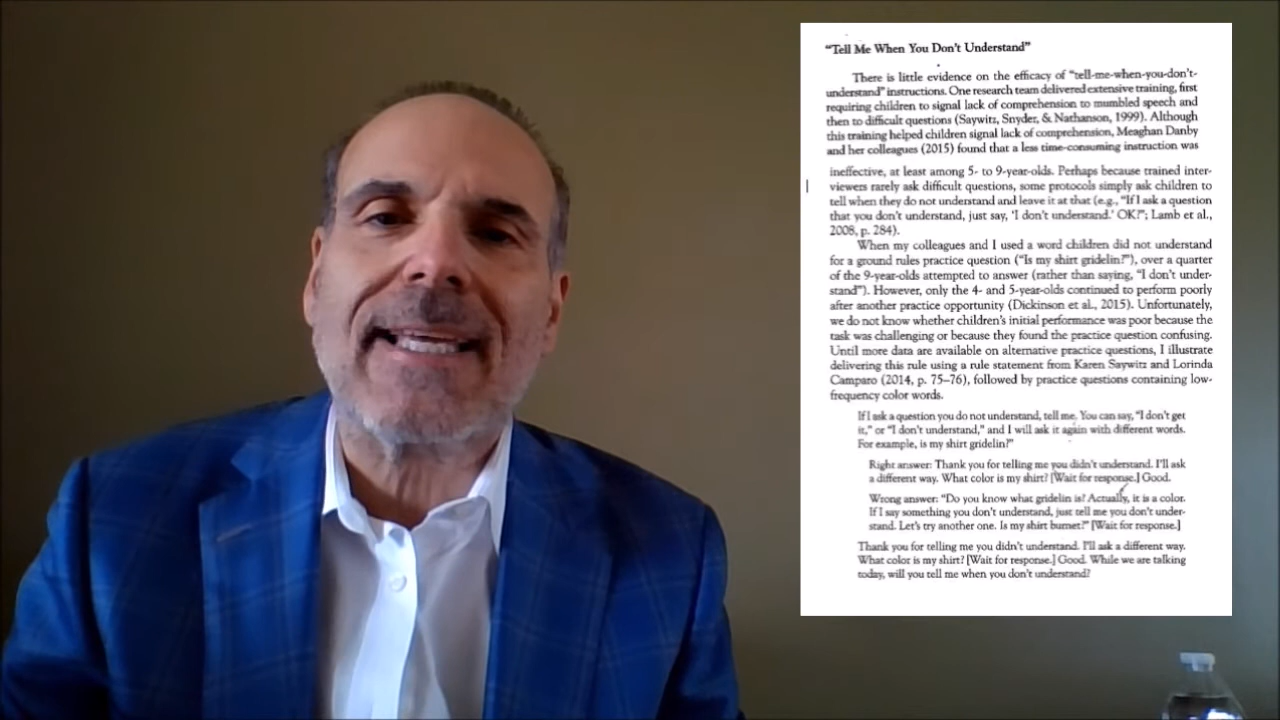 "Tell Me When You Don't Understand"
There is little evidence on the efficacy of "tell-me-when-you-don't-
understand" instructions. One research team delivered extensive training, first
requiring children to signal lack of comprehension to mumbled speech and
then to difficult questions (Saywitz, Snyder, & Nathanson, 1999). Although
this training helped children signal lack of comprehension, Meaghan Danby
and her colleagues (2015) found that a less time-consuming instruction was
ineffective, at least among 5- to 9-year-olds. Perhaps because trained inter-
viewers rarely ask difficult questions, some protocols simply ask children to
tell when they do not understand and leave it at that (e.g., "If I ask a question
that you don't understand, just say, 'I don't understand.' OK?"; Lamb et al.,
2008, p. 284).
When my colleagues and I used a word children did not understand
for a ground rules practice question ("Is my shirt gridelin?"), over a quarter
of the 9-year-olds attempted to answer (rather than saying, "I don't under-
stand"). However, only the 4- and 5-year-olds continued to perform poorly
after another practice opportunity (Dickinson et al., 2015). Unfortunately,
we do not know whether children's initial performance was poor because the
task was challenging or because they found the practice question confusing.
Until more data are available on alternative practice questions, I illustrate
delivering this rule using a rule statement from Karen Saywitz and Lorinda
Camparo (2014, p. 75–76), followed by practice questions containing low-
frequency color words.
If I ask a question you do not understand, tell me. You can say, "I don't get
it," or "I don't understand," and I will ask it again with different words.
For example, is my shirt gridelin?"
Right answer: Thank you for telling me you didn't understand. I'll ask
a different way. What color is my shirt? [Wait for response.] Good.
Wrong answer: "Do you know what gridelin is? Actually, it is a color.
If I say something you don't understand, just tell me you don't under-
stand. Let's try another one. Is my shirt burnet?" [Wait for response.]
Thank you for telling me you didn't understand. I'll ask a different way.
What color is my shirt? [Wait for response.] Good. While we are talking
today, will you tell me when you don't understand?